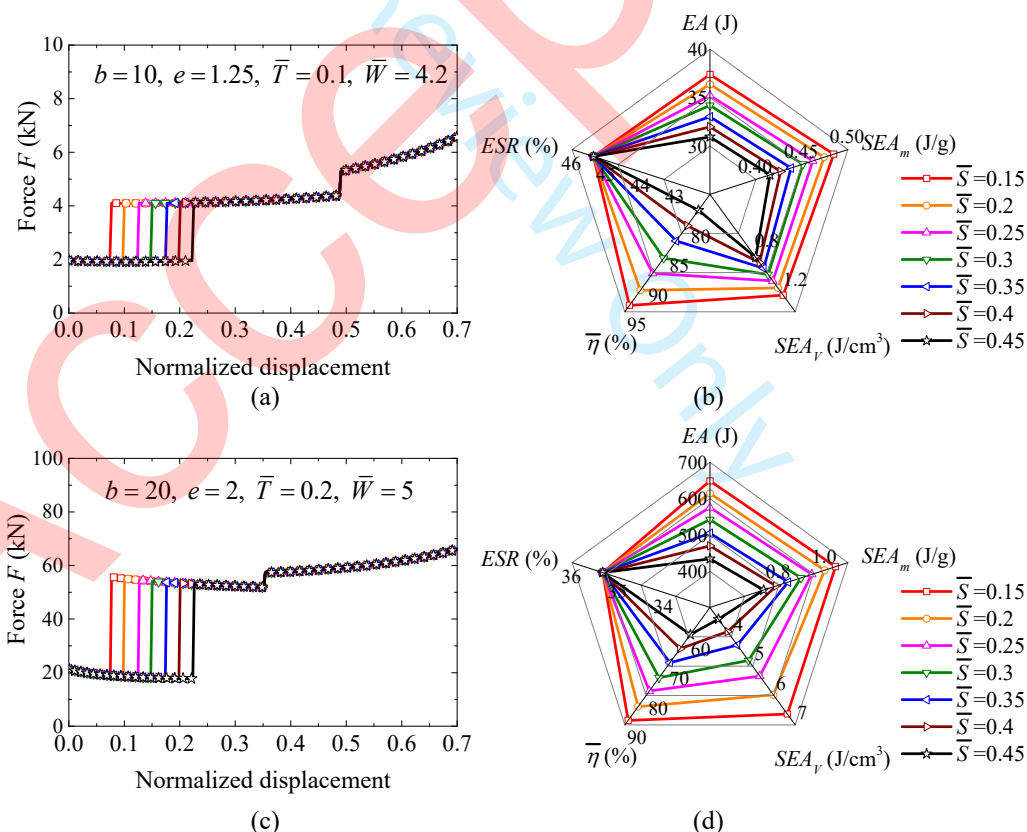 10
8
6
4
2
0
0.0 0.1 0.2 0.3 0.4 0.5 0.6 0.7
Force F (kN)
b = 10, e = 1.25, T̅ = 0.1, W̅ = 4.2
Normalized displacement
(a)
EA (J)
40
35
30
ESR (%)
46
45
44
43
0.50
0.45
0.40
SEAₘ (J/g)
80
85
90
95
η̅ (%)
0.8
1.2
SEA_V (J/cm³)
S̅=0.15
S̅=0.2
S̅=0.25
S̅=0.3
S̅=0.35
S̅=0.4
S̅=0.45
(b)
100
80
60
40
20
0
0.0 0.1 0.2 0.3 0.4 0.5 0.6 0.7
Force F (kN)
b = 20, e = 2, T̅ = 0.2, W̅ = 5
Normalized displacement
(c)
EA (J)
700
600
500
400
ESR (%)
36
35
34
1.0
0.8
SEAₘ (J/g)
60
70
80
90
η̅ (%)
4
5
6
7
SEA_V (J/cm³)
S̅=0.15
S̅=0.2
S̅=0.25
S̅=0.3
S̅=0.35
S̅=0.4
S̅=0.45
(d)
only